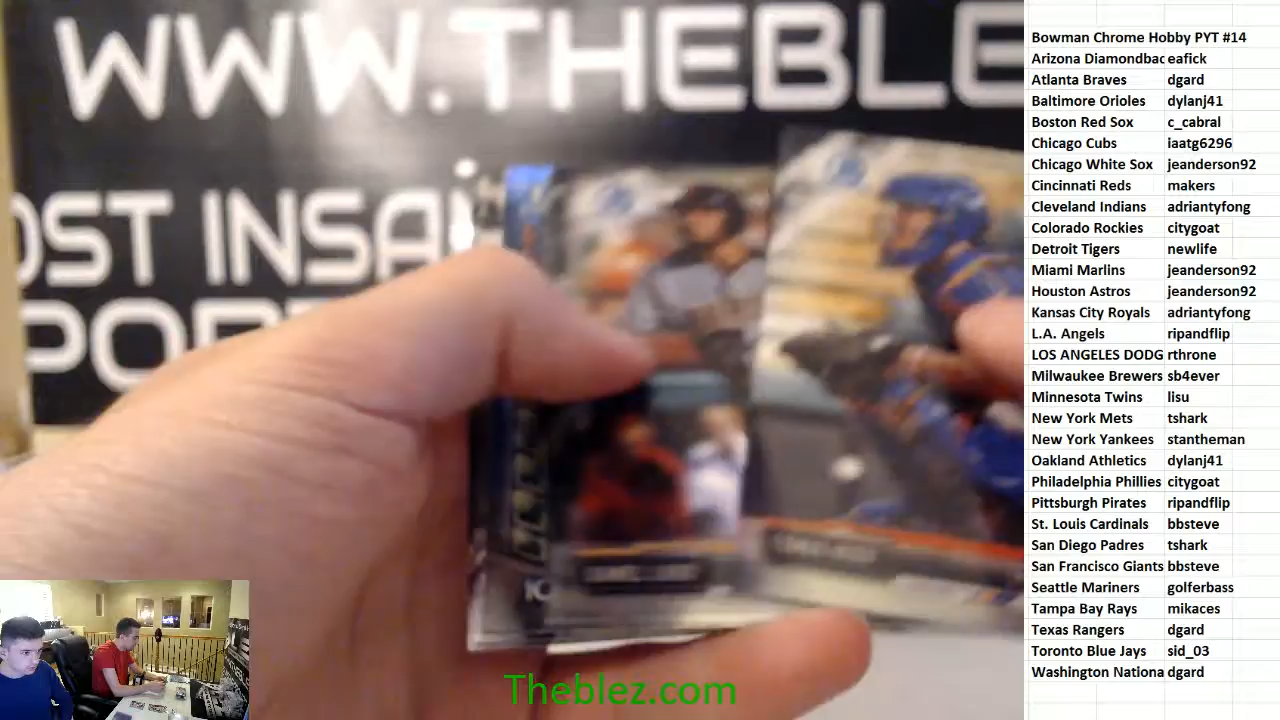 WWW.THEBLE
OST INSA
POR
Theblez.com
Bowman Chrome Hobby PYT #14
Arizona Diamondbac eafick
Atlanta Braves dgard
Baltimore Orioles dylanj41
Boston Red Sox c_cabral
Chicago Cubs iaatg6296
Chicago White Sox jeanderson92
Cincinnati Reds makers
Cleveland Indians adriantyfong
Colorado Rockies citygoat
Detroit Tigers newlife
Miami Marlins jeanderson92
Houston Astros jeanderson92
Kansas City Royals adriantyfong
L.A. Angels ripandflip
LOS ANGELES DODG rthrone
Milwaukee Brewers sb4ever
Minnesota Twins lisu
New York Mets tshark
New York Yankees stantheman
Oakland Athletics dylanj41
Philadelphia Phillies citygoat
Pittsburgh Pirates ripandflip
St. Louis Cardinals bbsteve
San Diego Padres tshark
San Francisco Giants bbsteve
Seattle Mariners golferbass
Tampa Bay Rays mikaces
Texas Rangers dgard
Toronto Blue Jays sid_03
Washington Nationa dgard